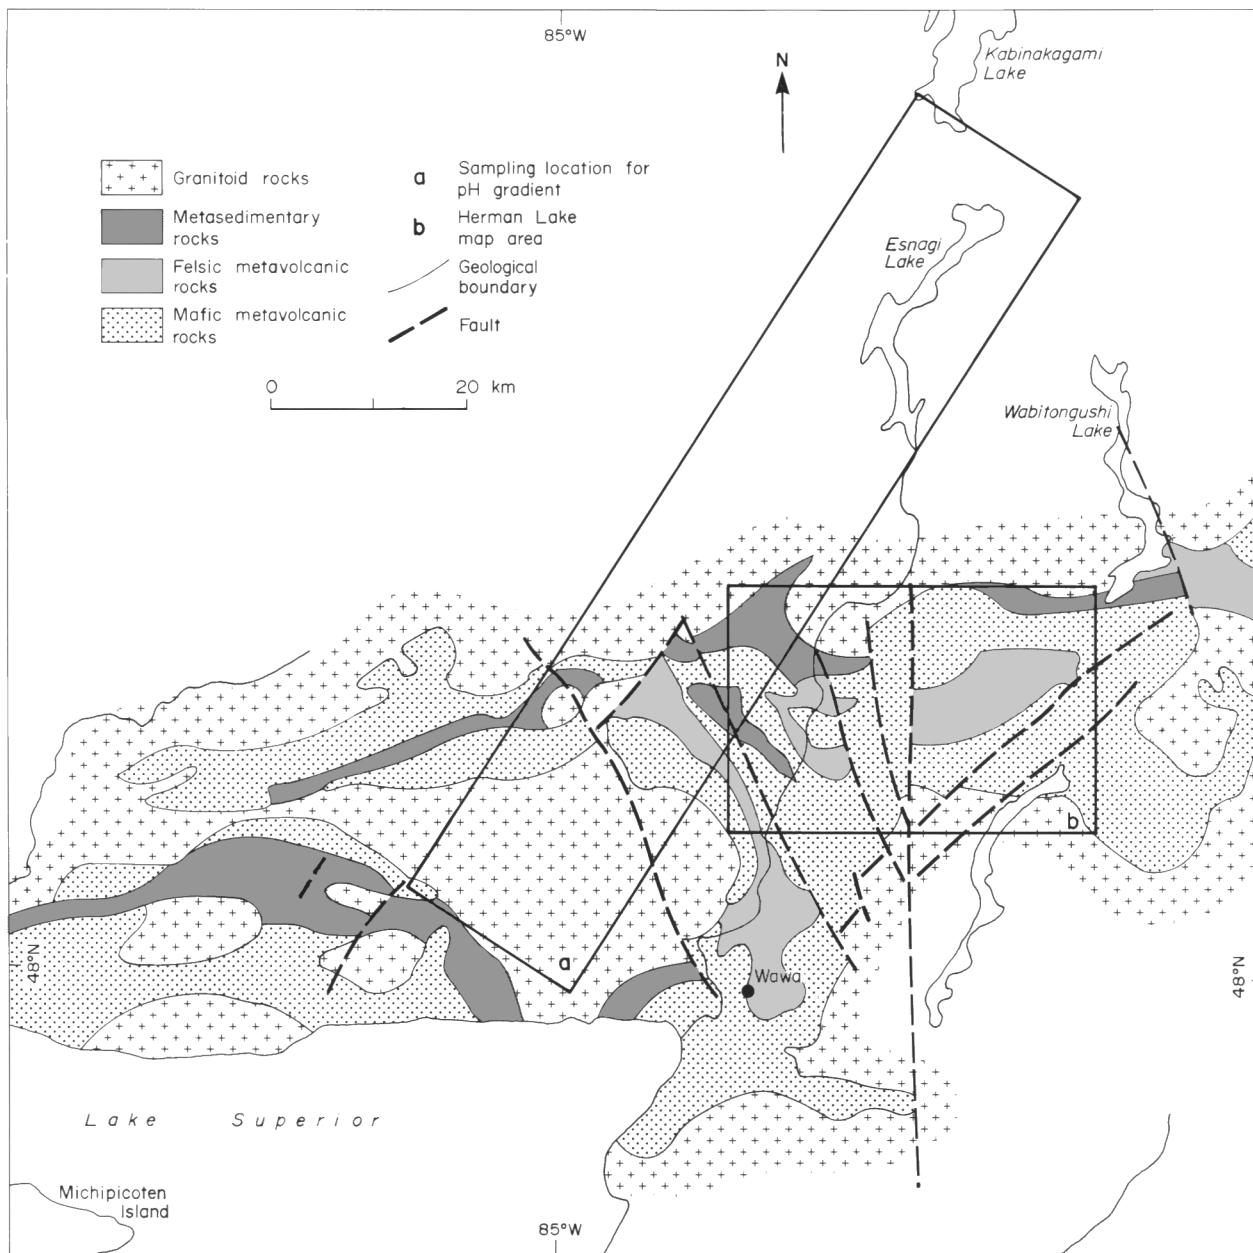 85°W
Kabinakagami
Lake
N
Granitoid rocks
Metasedimentary
rocks
Felsic metavolcanic
rocks
Mafic metavolcanic
rocks
a
Sampling location for
pH gradient
b
Herman Lake
map area
Geological
boundary
Fault
0 20 km
Esnagi
Lake
Wabitongushi
Lake
b
a
48°N
Wawa
48°N
Lake Superior
Michipicoten
Island
85°W